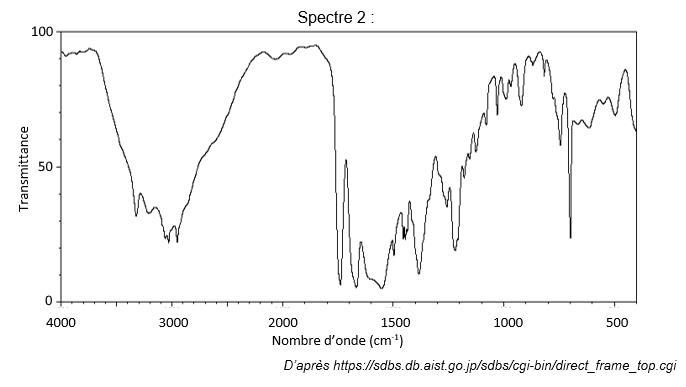 Spectre 2 :
100
50
0
Transmittance
4000 3000 2000 1500 1000 500
Nombre d'onde (cm-1)
D'après https://sdbs.db.aist.go.jp/sdbs/cgi-bin/direct_frame_top.cgi